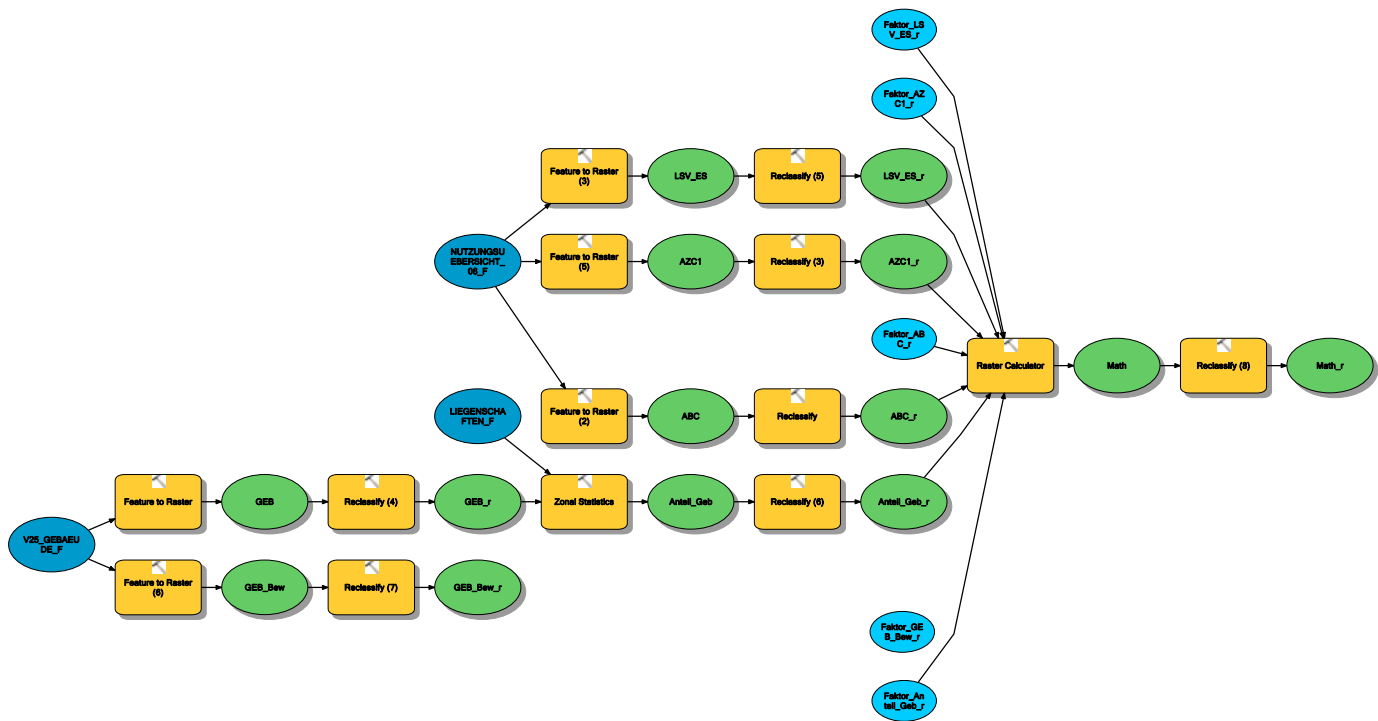 Faktor_LS
V_ES_r
Faktor_AZ
C1_r
Feature to Raster
(3)
LSV_ES
Reclassify (5)
LSV_ES_r
NUTZUNGSU
EBERSICHT_
06_F
Feature to Raster
(5)
AZC1
Reclassify (3)
AZC1_r
Faktor_AB
C_r
Raster Calculator
Math
Reclassify (8)
Math_r
LIEGENSCHA
FTEN_F
Feature to Raster
(2)
ABC
Reclassify
ABC_r
Feature to Raster
GEB
Reclassify (4)
GEB_r
Zonal Statistics
Anteil_Geb
Reclassify (6)
Anteil_Geb_r
V25_GEBAEU
DE_F
Feature to Raster
(6)
GEB_Bew
Reclassify (7)
GEB_Bew_r
Faktor_GE
B_Bew_r
Faktor_An
teil_Geb_r